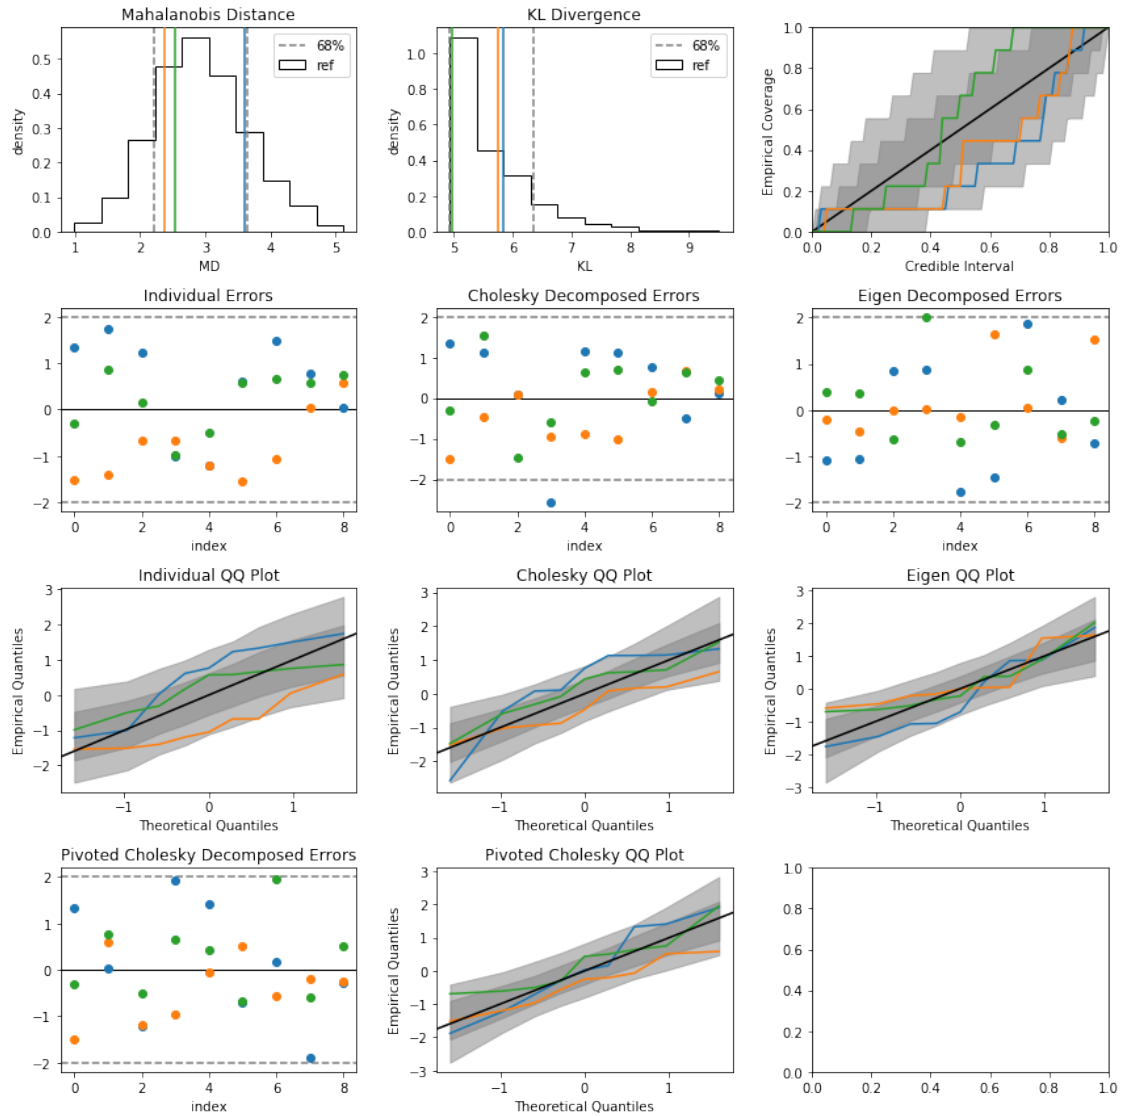 Mahalanobis Distance
density
0.0
0.1
0.2
0.3
0.4
0.5
68%
ref
1 2 3 4 5
MD
KL Divergence
density
0.0
0.2
0.4
0.6
0.8
1.0
68%
ref
5 6 7 8 9
KL
Empirical Coverage
1.0
0.8
0.6
0.4
0.2
0.0
0.0 0.2 0.4 0.6 0.8 1.0
Credible Interval
Individual Errors
2
1
0
−1
−2
0 2 4 6 8
index
Cholesky Decomposed Errors
2
1
0
−1
−2
0 2 4 6 8
index
Eigen Decomposed Errors
2
1
0
−1
−2
0 2 4 6 8
index
Individual QQ Plot
Empirical Quantiles
3
2
1
0
−1
−2
−1 0 1
Theoretical Quantiles
Cholesky QQ Plot
Empirical Quantiles
3
2
1
0
−1
−2
−1 0 1
Theoretical Quantiles
Eigen QQ Plot
Empirical Quantiles
3
2
1
0
−1
−2
−3
−1 0 1
Theoretical Quantiles
Pivoted Cholesky Decomposed Errors
2
1
0
−1
−2
0 2 4 6 8
index
Pivoted Cholesky QQ Plot
Empirical Quantiles
3
2
1
0
−1
−2
−3
−1 0 1
Theoretical Quantiles
1.0
0.8
0.6
0.4
0.2
0.0
0.0 0.2 0.4 0.6 0.8 1.0